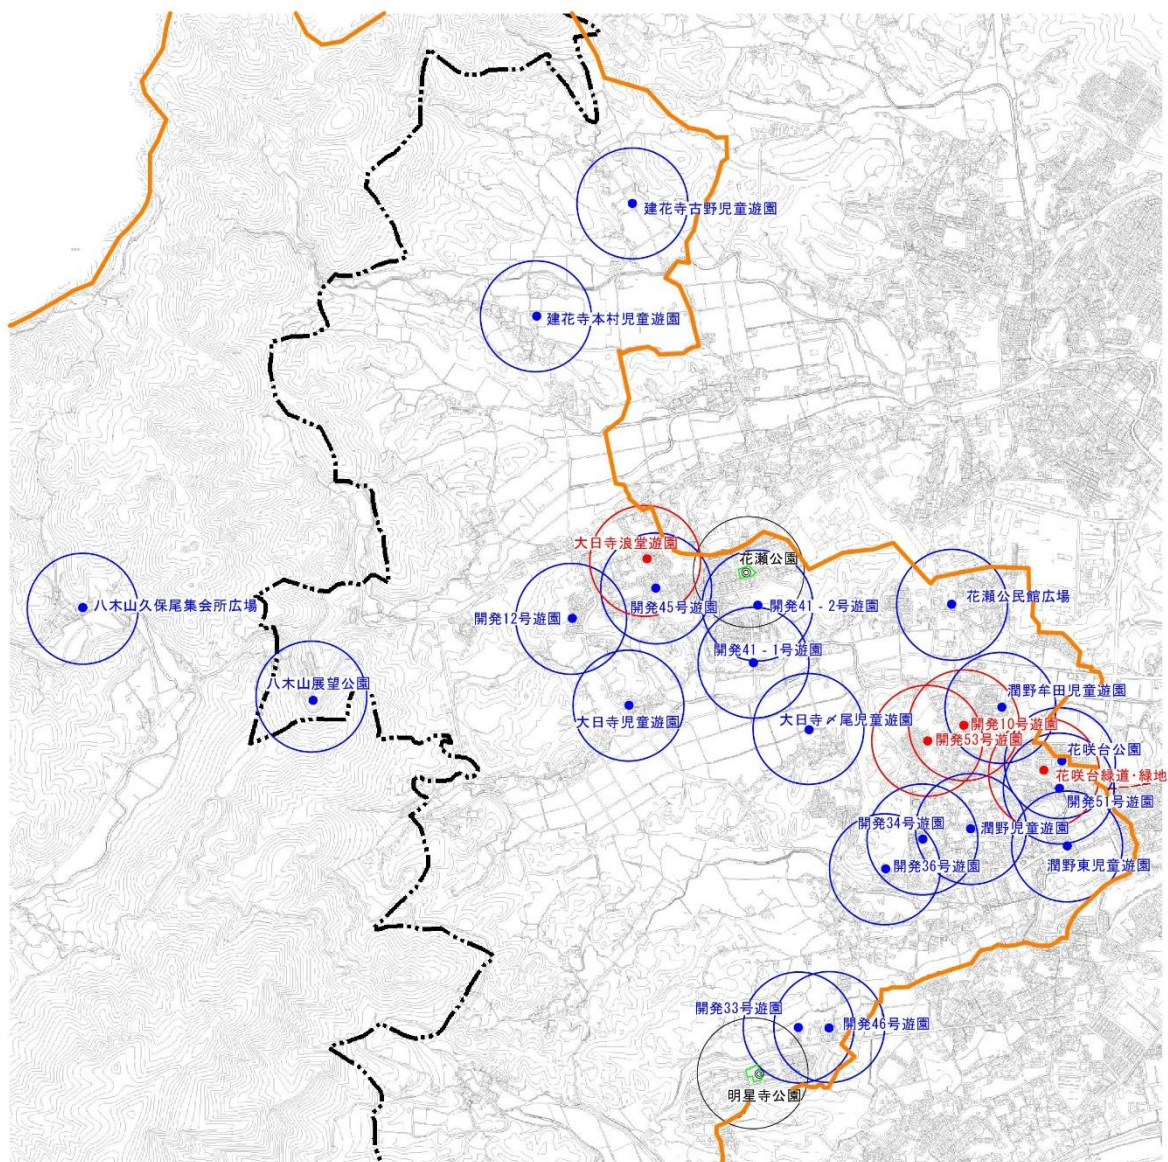 建花寺古野児童遊園
建花寺本村児童遊園
大日寺浪堂遊園
花瀬公園
花瀬公民館広場
八木山久保尾集会所広場
開発12号遊園
開発45号遊園
開発41-2号遊園
開発41-1号遊園
八木山展望公園
大日寺児童遊園
大日寺〆尾児童遊園
潤野牟田児童遊園
開発10号遊園
開発53号遊園
花咲台公園
花咲台緑道・緑地
4
開発51号遊園
開発34号遊園
潤野児童遊園
開発36号遊園
潤野東児童遊園
開発33号遊園
開発46号遊園
明星寺公園